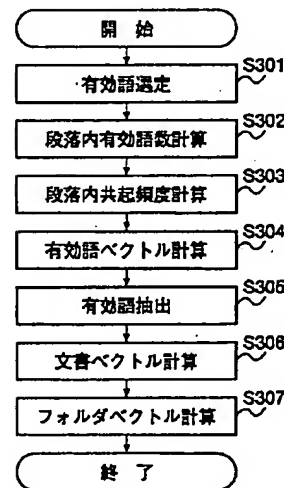 開 始
S301
有効語選定
S302
段落内有効語数計算
S303
段落内共起頻度計算
S304
有効語ベクトル計算
S305
有効語抽出
S306
文書ベクトル計算
S307
フォルダベクトル計算
終 了